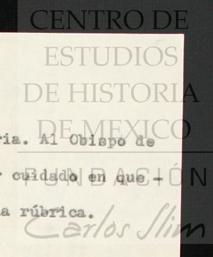 CENTRO DE
ESTUDIOS
DE HISTORIA
DE MEXICO
ria. Al Obispo de
FUNDACIÓN
r cuidado en que -
a rúbrica.
Carlos Slim